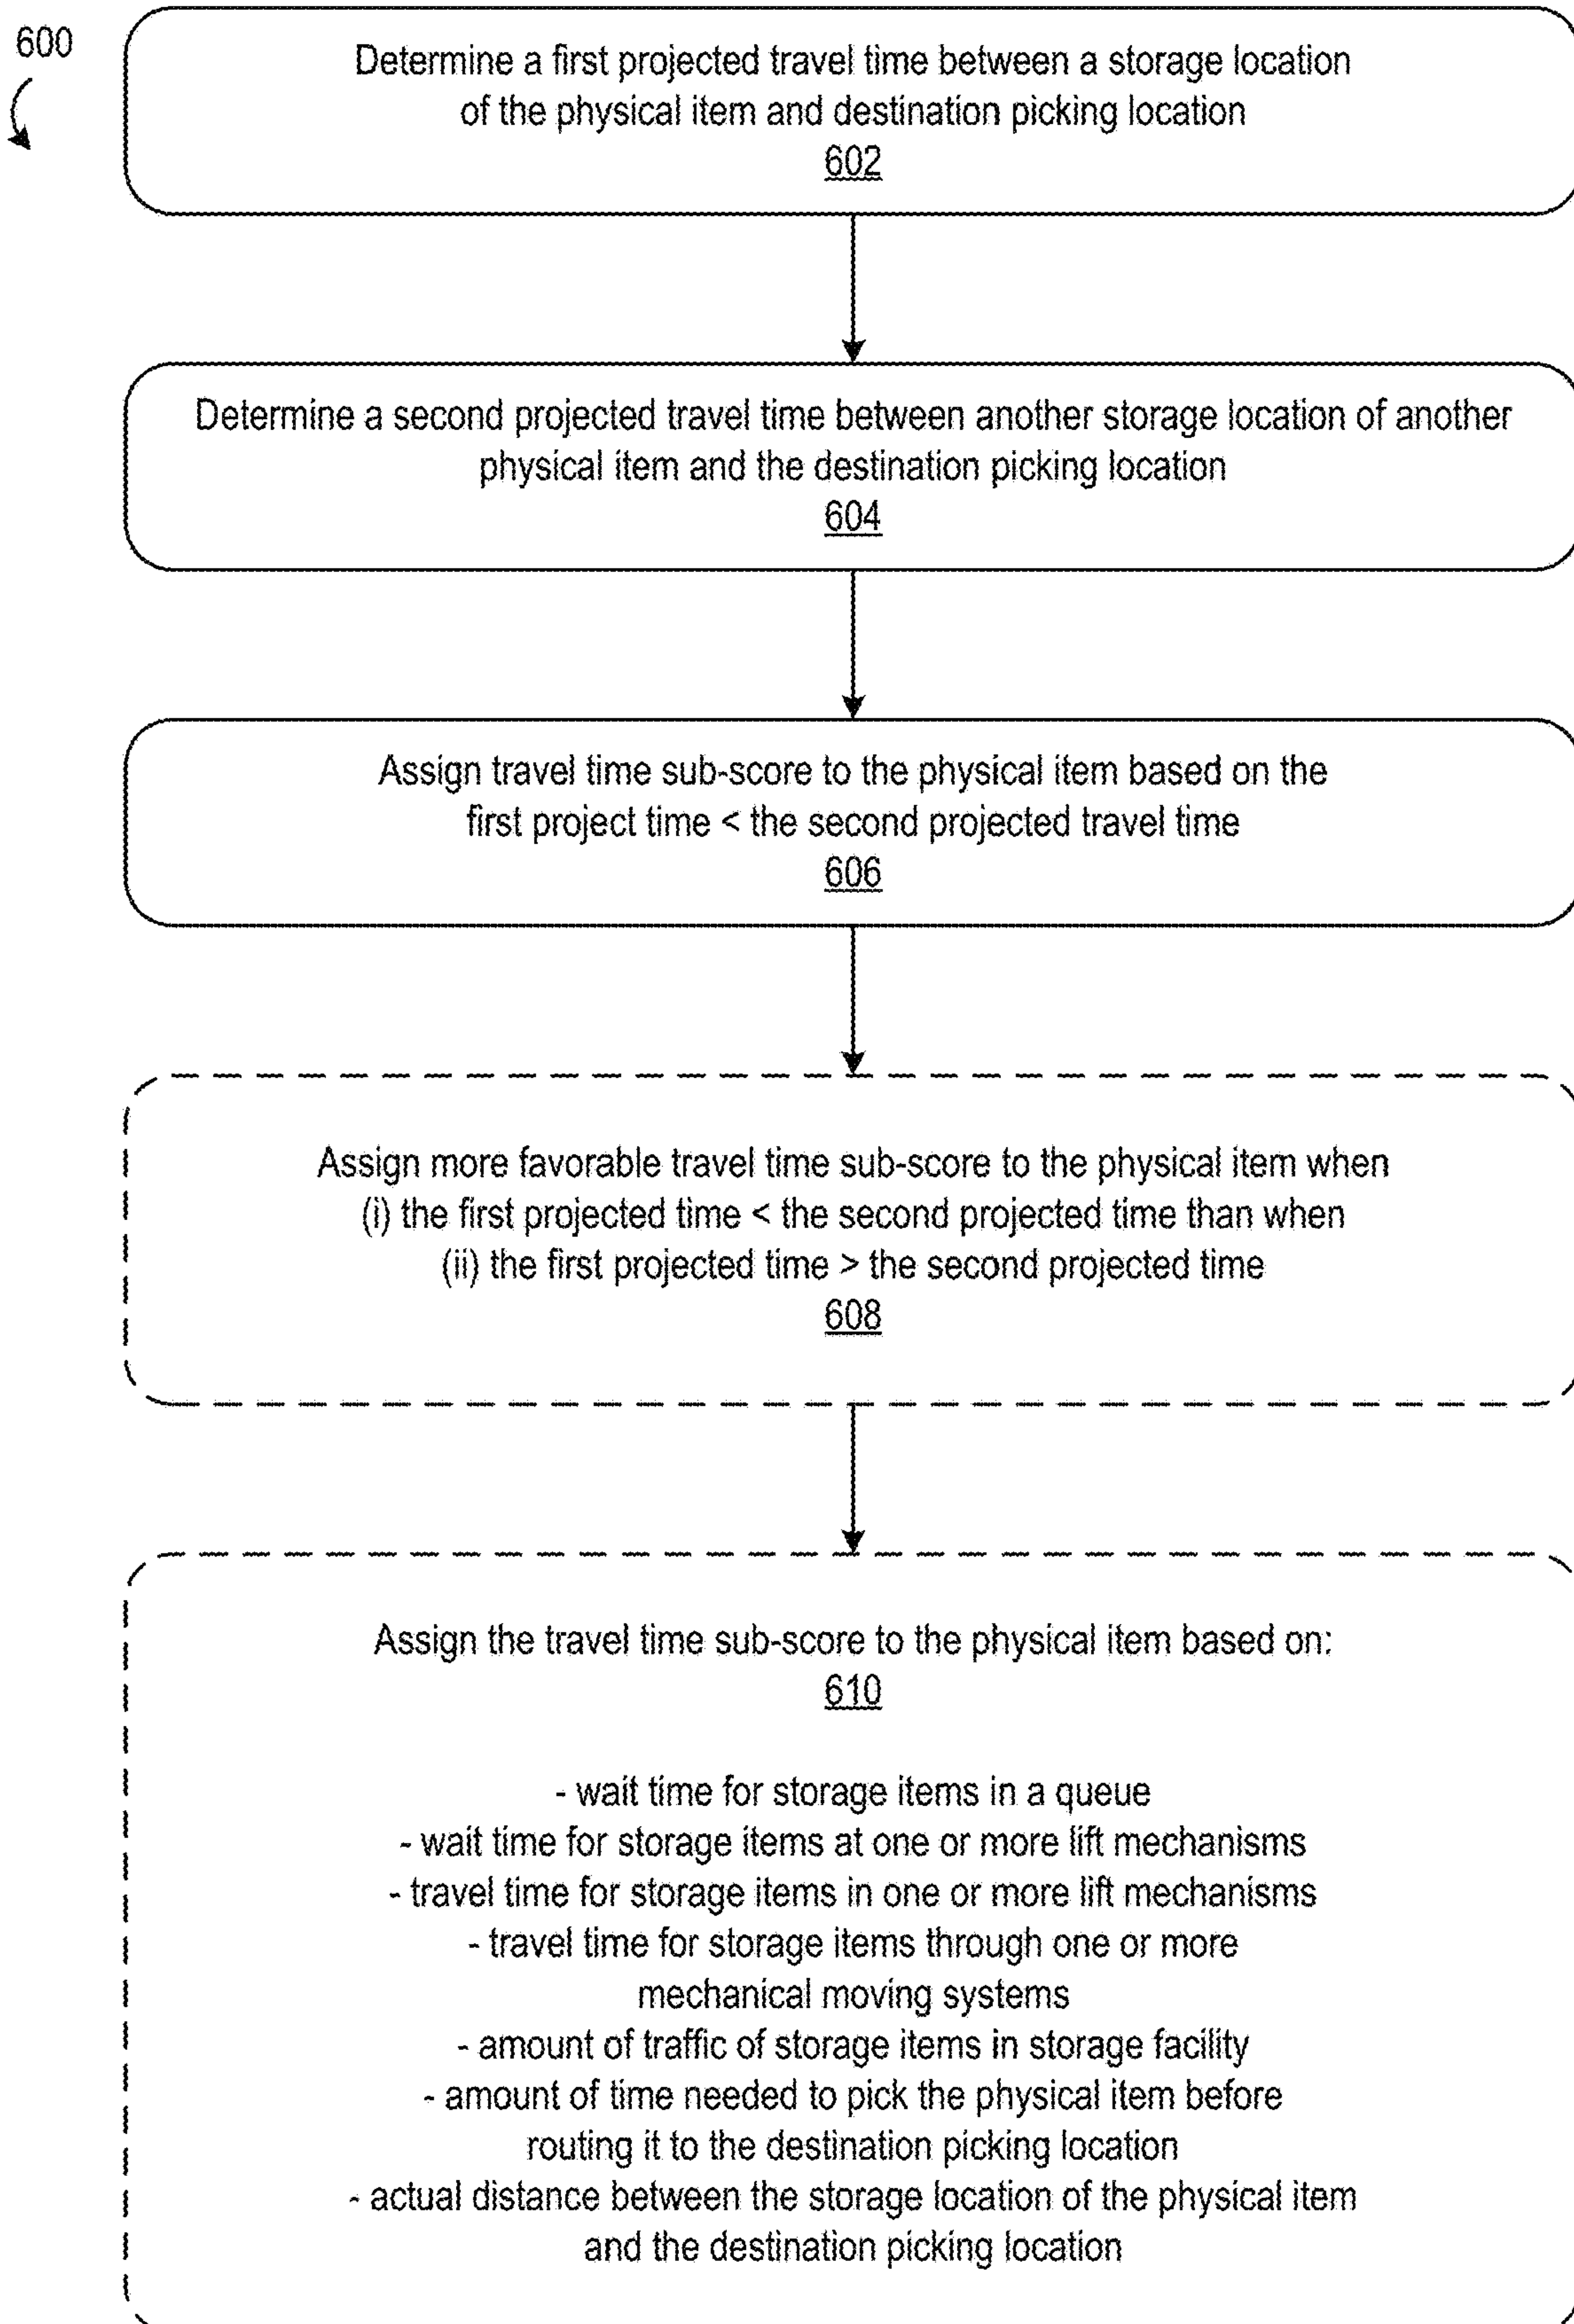 600
Determine a first projected travel time between a storage location
of the physical item and destination picking location
602
Determine a second projected travel time between another storage location of another
physical item and the destination picking location
604
Assign travel time sub-score to the physical item based on the
first project time < the second projected travel time
606
Assign more favorable travel time sub-score to the physical item when
(i) the first projected time < the second projected time than when
(ii) the first projected time > the second projected time
608
Assign the travel time sub-score to the physical item based on:
610
- wait time for storage items in a queue
- wait time for storage items at one or more lift mechanisms
- travel time for storage items in one or more lift mechanisms
- travel time for storage items through one or more
mechanical moving systems
- amount of traffic of storage items in storage facility
- amount of time needed to pick the physical item before
routing it to the destination picking location
- actual distance between the storage location of the physical item
and the destination picking location